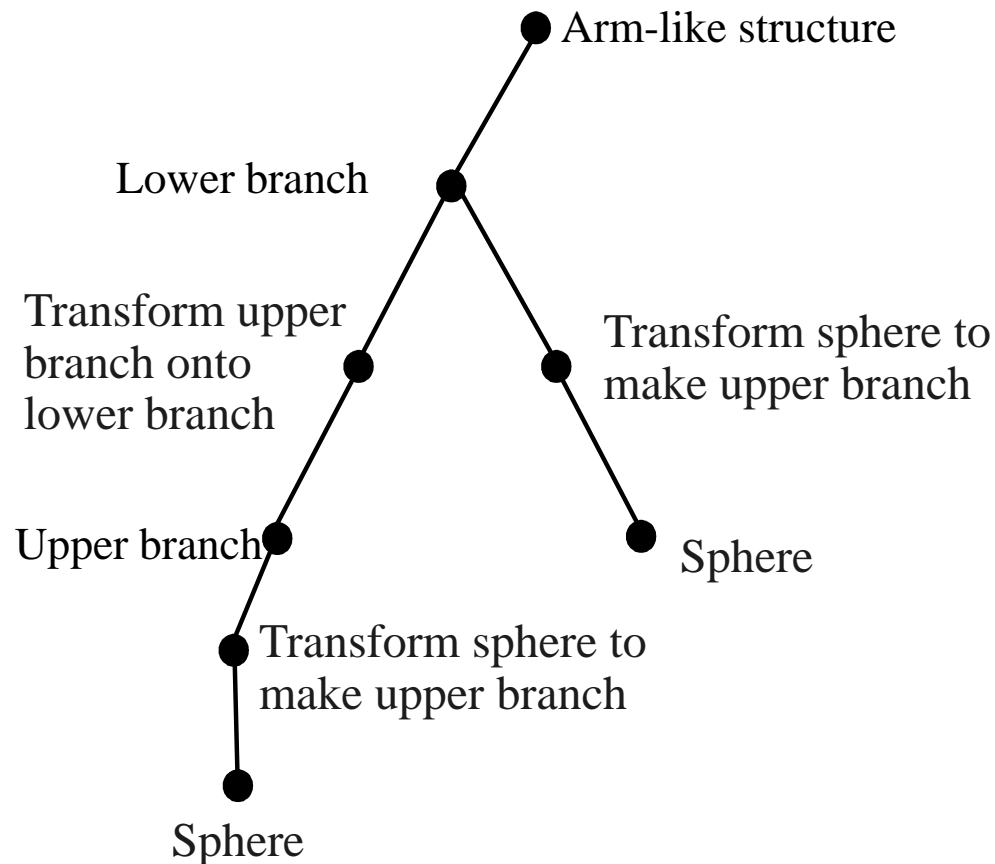 Arm-like structure
Lower branch
Transform upper
branch onto
lower branch
Transform sphere to
make upper branch
Upper branch
Sphere
Transform sphere to
make upper branch
Sphere